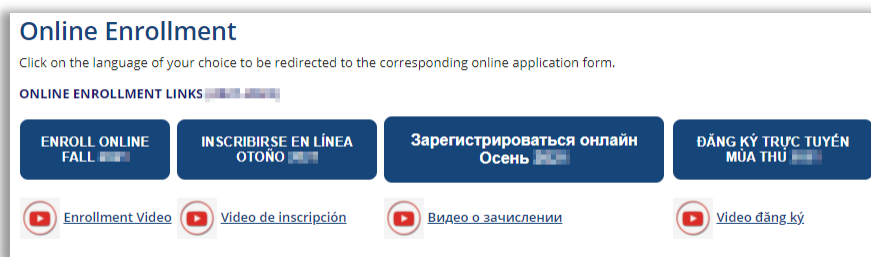 Online Enrollment
Click on the language of your choice to be redirected to the corresponding online application form.
ONLINE ENROLLMENT LINKS
ENROLL ONLINE
FALL
INSCRIBIRSE EN LÍNEA
OTOÑO
Зарегистрироваться онлайн
Осень
ĐĂNG KÝ TRỰC TUYẾN
MÙA THU
Enrollment Video
Video de inscripción
Видео о зачислении
Video đăng ký